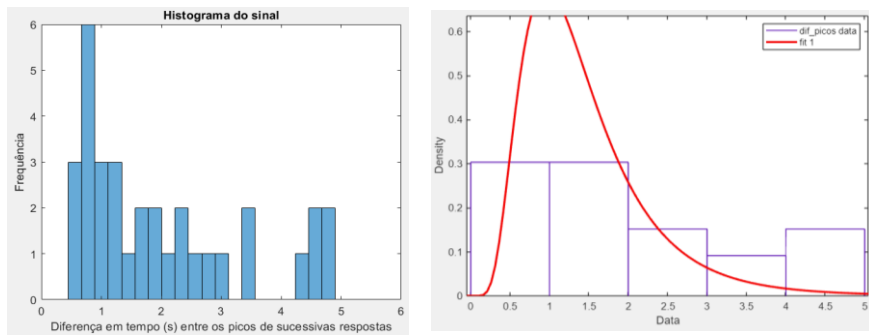 Histograma do sinal
Frequência
6
5
4
3
2
1
0
0 1 2 3 4 5 6
Diferença em tempo (s) entre os picos de sucessivas respostas
dif_picos data
fit 1
Density
0.6
0.5
0.4
0.3
0.2
0.1
0
0 0.5 1 1.5 2 2.5 3 3.5 4 4.5 5
Data